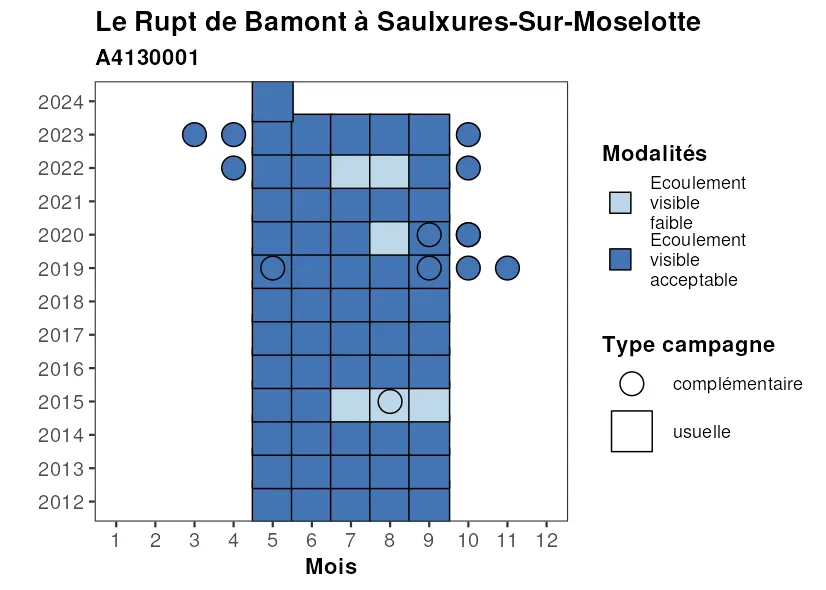 Le Rupt de Bamont à Saulxures-Sur-Moselotte
A4130001
2024
2023
2022
2021
2020
2019
2018
2017
2016
2015
2014
2013
2012
1 2 3 4 5 6 7 8 9 10 11 12
Mois
Modalités
Ecoulement
visible
faible
Ecoulement
visible
acceptable
Type campagne
complémentaire
usuelle